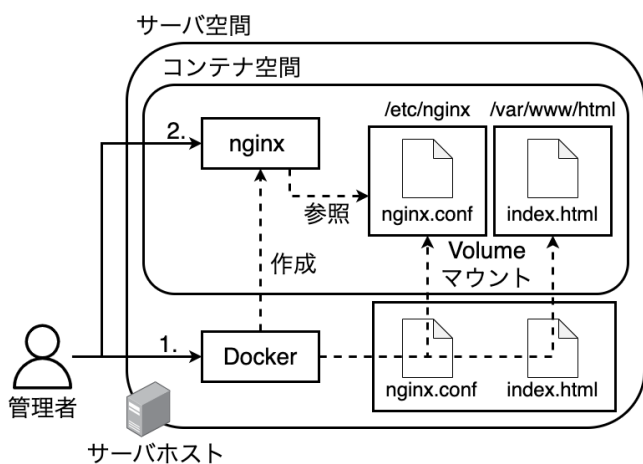 サーバ空間
コンテナ空間
/etc/nginx
/var/www/html
2.
nginx
参照
nginx.conf
index.html
作成
Volume
マウント
1.
Docker
nginx.conf
index.html
管理者
サーバホスト